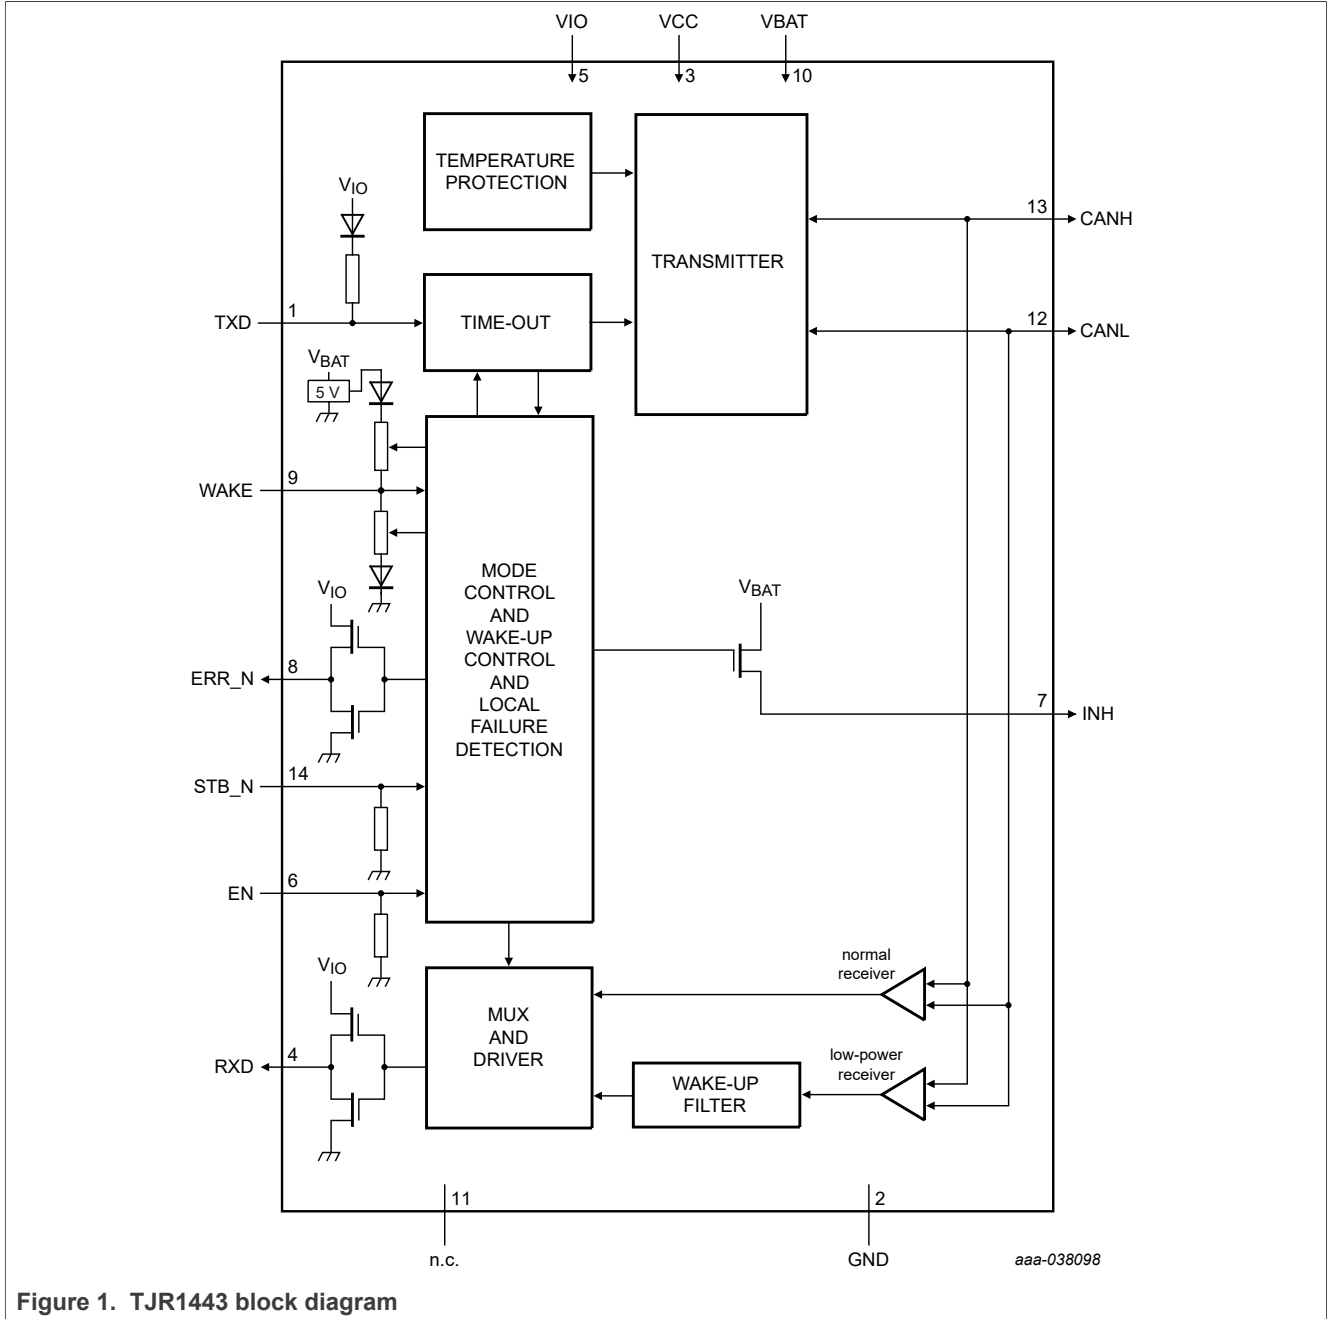 VIO VCC VBAT
5 3 10
TEMPERATURE
PROTECTION
VIO
13 CANH
TRANSMITTER
TXD 1
TIME-OUT
12 CANL
VBAT
5 V
WAKE 9
MODE
CONTROL
AND
WAKE-UP
CONTROL
AND
LOCAL
FAILURE
DETECTION
VIO
VBAT
ERR_N 8
7 INH
STB_N 14
EN 6
normal
receiver
VIO
MUX
AND
DRIVER
RXD 4
low-power
receiver
WAKE-UP
FILTER
11 2
n.c. GND aaa-038098
Figure 1. TJR1443 block diagram